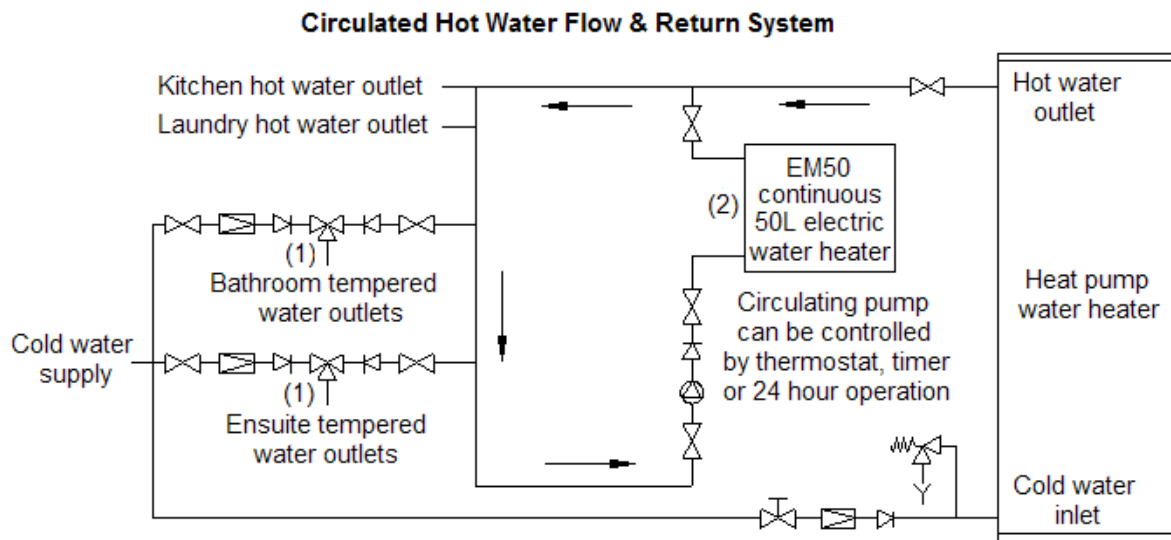 Circulated Hot Water Flow & Return System
Kitchen hot water outlet
Laundry hot water outlet
Hot water
outlet
EM50
continuous
50L electric
water heater
(2)
(1)
Bathroom tempered
water outlets
Heat pump
water heater
Circulating pump
can be controlled
by thermostat, timer
or 24 hour operation
Cold water
supply
(1)
Ensuite tempered
water outlets
Cold water
inlet